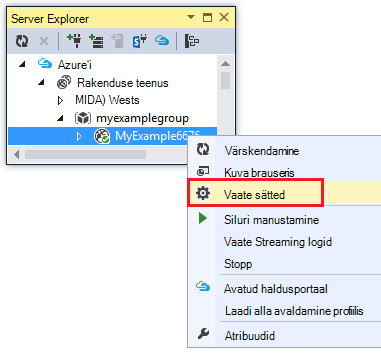 Server Explorer
Azure'i
Rakenduse teenus
MIDA) Wests
myexamplegroup
MyExample6676
Värskendamine
Kuva brauseris
Vaate sätted
Siluri manustamine
Vaate Streaming logid
Stopp
Avatud haldusportaal
Laadi alla avaldamine profiilis
Atribuudid